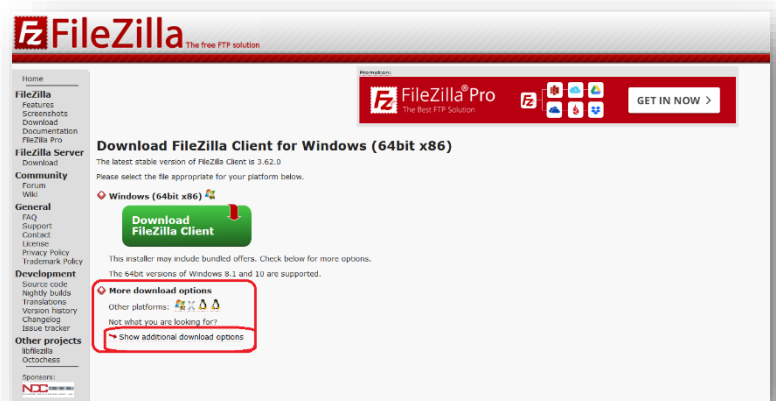 FileZilla The free FTP solution
Promotion:
FileZilla®Pro
The Best FTP Solution
GET IN NOW >
Home
FileZilla
Features
Screenshots
Download
Documentation
FileZilla Pro
FileZilla Server
Download
Community
Forum
Wiki
General
FAQ
Support
Contact
License
Privacy Policy
Trademark Policy
Development
Source code
Nightly builds
Translations
Version history
Changelog
Issue tracker
Other projects
libfilezilla
Octochess
Sponsors:
Download FileZilla Client for Windows (64bit x86)
The latest stable version of FileZilla Client is 3.62.0
Please select the file appropriate for your platform below.
Windows (64bit x86)
Download
FileZilla Client
This installer may include bundled offers. Check below for more options.
The 64bit versions of Windows 8.1 and 10 are supported.
More download options
Other platforms:
Not what you are looking for?
Show additional download options